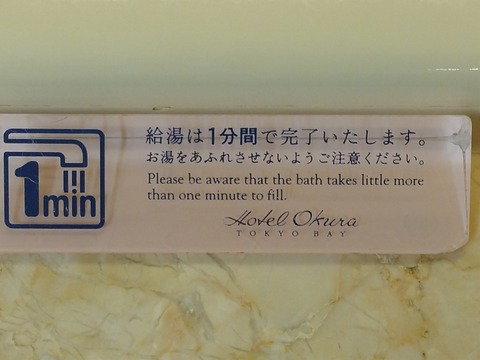 1min
給湯は1分間で完了いたします。
お湯をあふれさせないようご注意ください。
Please be aware that the bath takes little more
than one minute to fill.
Hotel Okura
TOKYO BAY